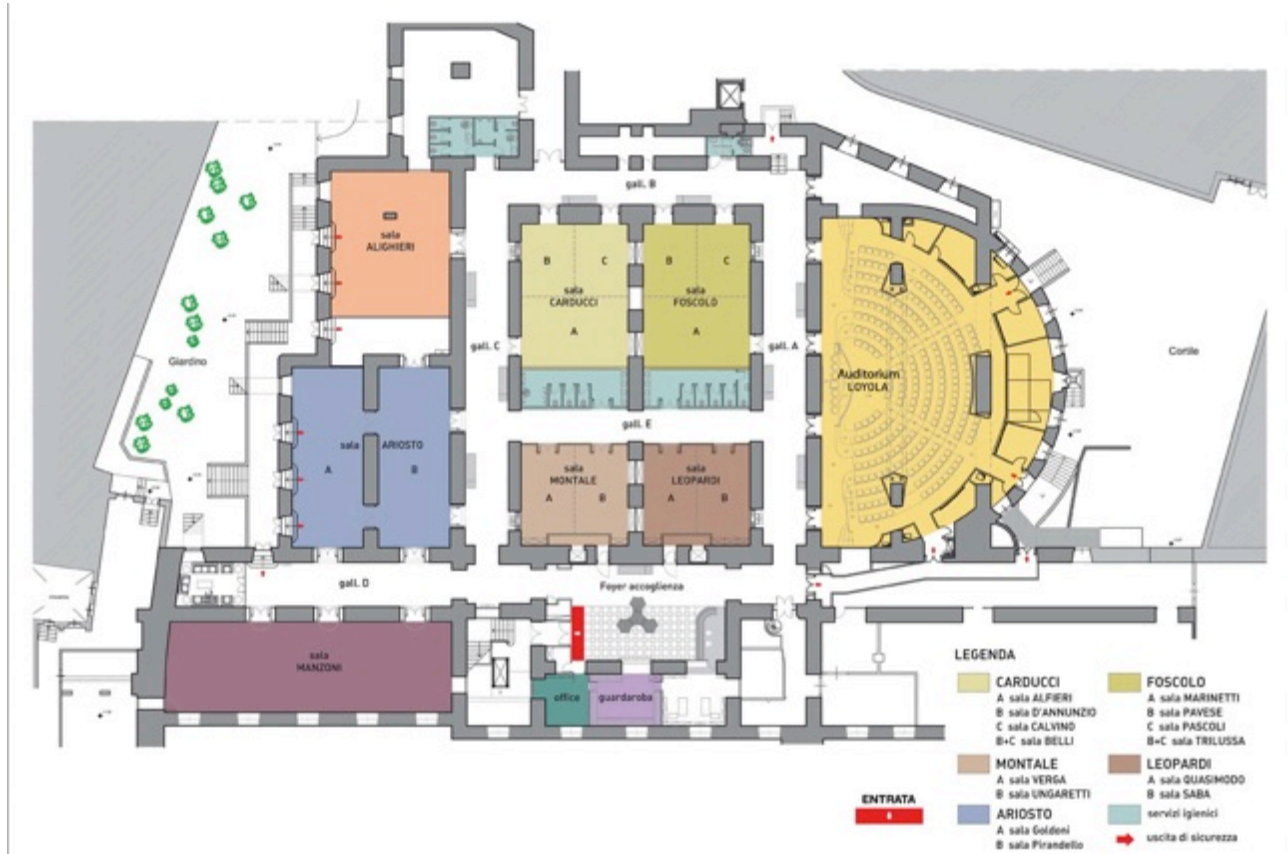 gall. B
sala
ALIGHIERI
B
C
B
C
sala
CARDUCCI
sala
FOSCOLO
A
A
gall. C
gall. A
Giardino
Auditorium
LOYOLA
Cortile
gall. E
sala
ARIOSTO
A
B
sala
MONTALE
A
B
sala
LEOPARDI
A
B
gall. D
Foyer accoglienza
sala
MANZONI
office
guardaroba
LEGENDA
CARDUCCI
A sala ALFIERI
B sala D'ANNUNZIO
C sala CALVINO
B+C sala BELLI
FOSCOLO
A sala MARINETTI
B sala PAVESE
C sala PASCOLI
B+C sala TRILUSSA
MONTALE
A sala VERGA
B sala UNGARETTI
LEOPARDI
A sala QUASIMODO
B sala SABA
ENTRATA
ARIOSTO
A sala Goldoni
B sala Pirandello
servizi igienici
uscita di sicurezza